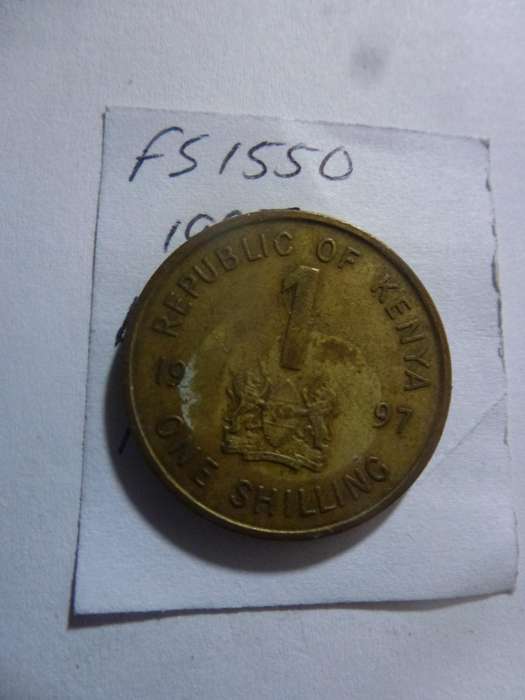 FS1550
REPUBLIC OF KENYA
1
19 97
ONE SHILLING